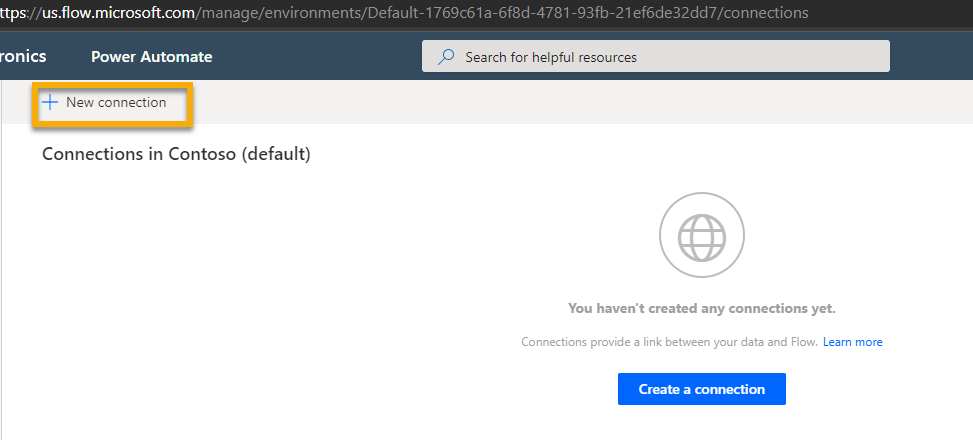 ttps://us.flow.microsoft.com/manage/environments/Default-1769c61a-6f8d-4781-93fb-21ef6de32dd7/connections
ronics Power Automate Search for helpful resources
New connection
Connections in Contoso (default)
You haven't created any connections yet.
Connections provide a link between your data and Flow. Learn more
Create a connection